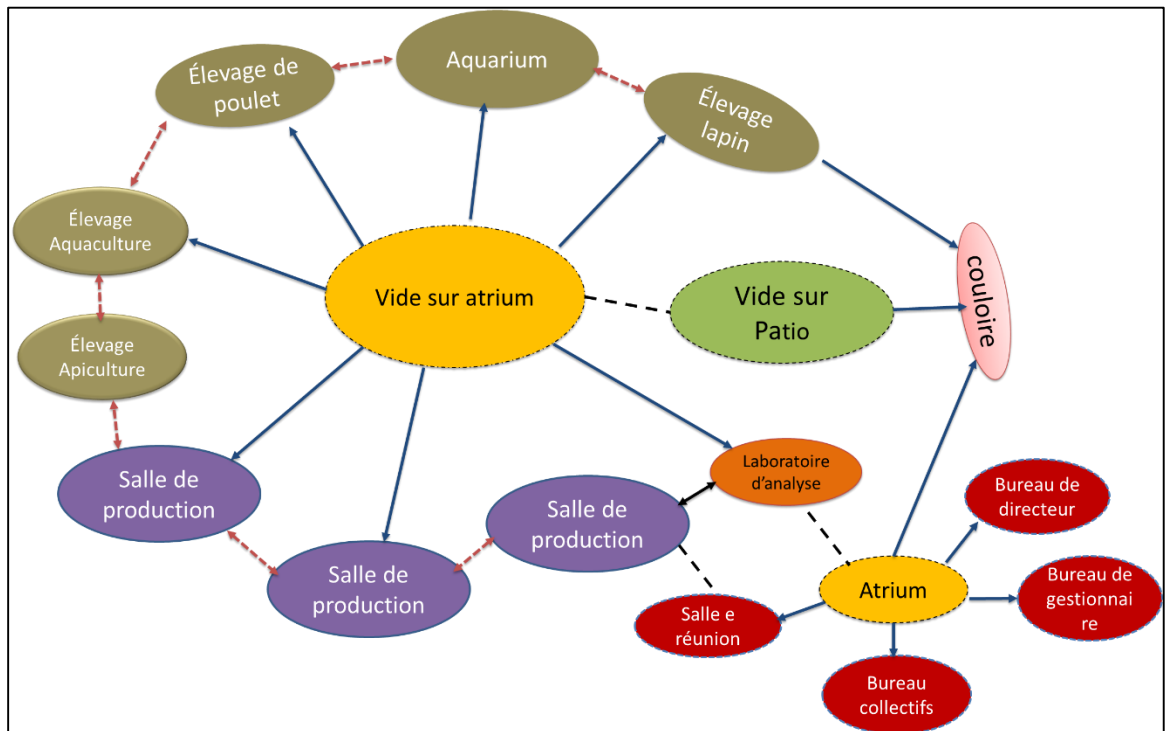 Élevage de
poulet
Aquarium
Élevage
lapin
Élevage
Aquaculture
Vide sur atrium
Vide sur
Patio
couloire
Élevage
Apiculture
Salle de
production
Salle de
production
Salle de
production
Laboratoire
d'analyse
Bureau de
directeur
Atrium
Bureau de
gestionnai
re
Salle e
réunion
Bureau
collectifs